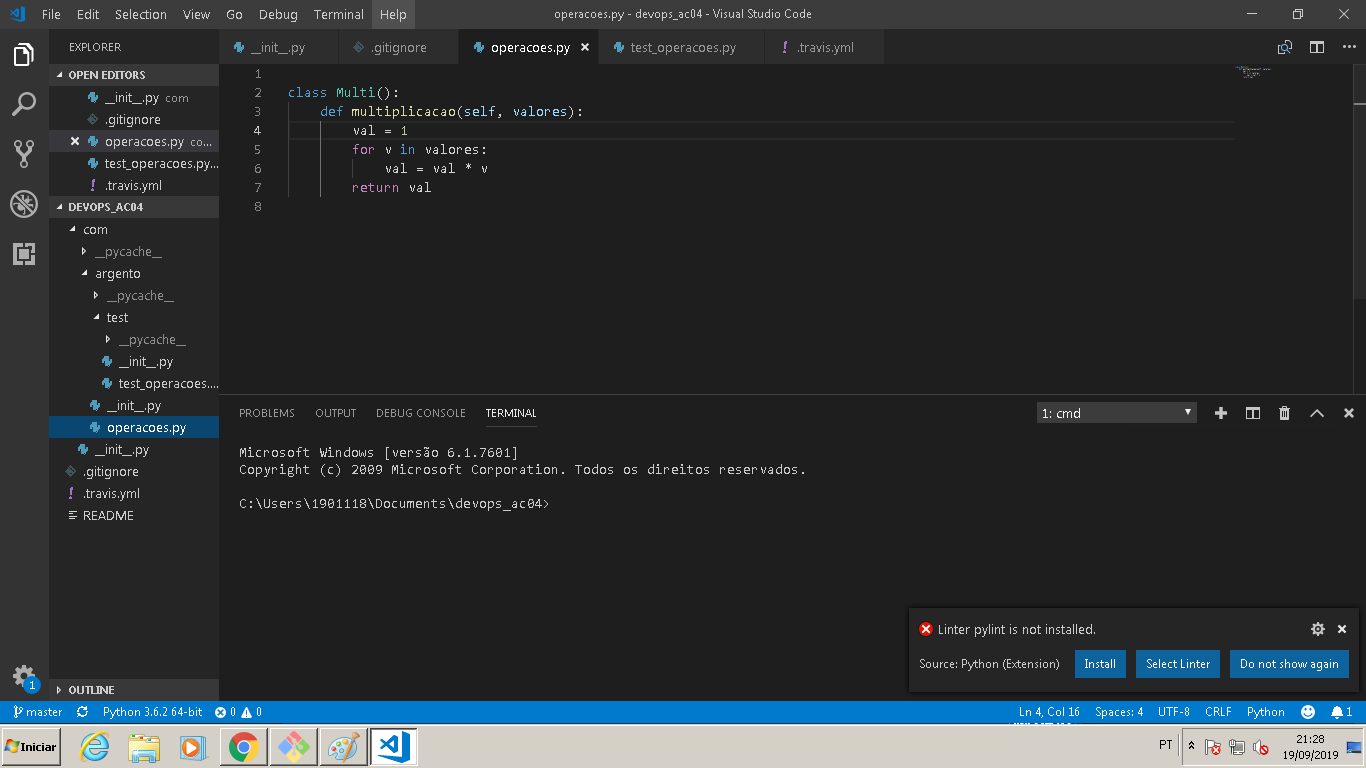 File Edit Selection View Go Debug Terminal Help
operacoes.py - devops_ac04 - Visual Studio Code
EXPLORER
OPEN EDITORS
__init__.py com
.gitignore
operacoes.py co...
test_operacoes.py...
! .travis.yml
DEVOPS_AC04
com
__pycache__
argento
__pycache__
test
__pycache__
__init__.py
test_operacoes....
__init__.py
operacoes.py
__init__.py
.gitignore
! .travis.yml
README
OUTLINE
1
__init__.py .gitignore operacoes.py test_operacoes.py ! .travis.yml
1
2 class Multi():
3 def multiplicacao(self, valores):
4 val = 1
5 for v in valores:
6 val = val * v
7 return val
8
PROBLEMS OUTPUT DEBUG CONSOLE TERMINAL
1: cmd
Microsoft Windows [versão 6.1.7601]
Copyright (c) 2009 Microsoft Corporation. Todos os direitos reservados.
C:\Users\1901118\Documents\devops_ac04>
Linter pylint is not installed.
Source: Python (Extension) Install Select Linter Do not show again
master Python 3.6.2 64-bit 0 0 Ln 4, Col 16 Spaces: 4 UTF-8 CRLF Python 1
Iniciar
PT
21:28
19/09/2019